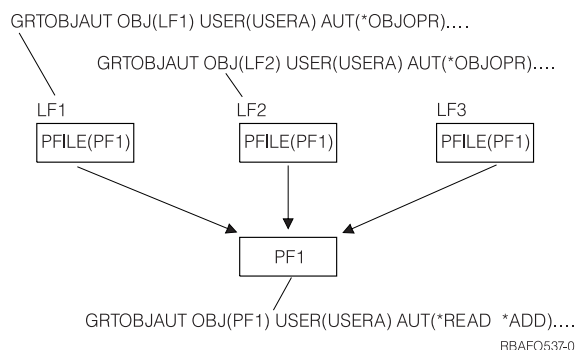 GRTOBJAUT OBJ(LF1) USER(USERA) AUT(*OBJOPR)....
GRTOBJAUT OBJ(LF2) USER(USERA) AUT(*OBJOPR)....
LF1 LF2 LF3
PFILE(PF1) PFILE(PF1) PFILE(PF1)
PF1
GRTOBJAUT OBJ(PF1) USER(USERA) AUT(*READ *ADD)....
RBAFO537-0